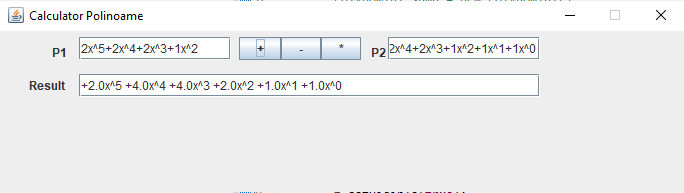 Calculator Polinoame
P1 2x^5+2x^4+2x^3+1x^2 + - * P2 2x^4+2x^3+1x^2+1x^1+1x^0
Result +2.0x^5 +4.0x^4 +4.0x^3 +2.0x^2 +1.0x^1 +1.0x^0